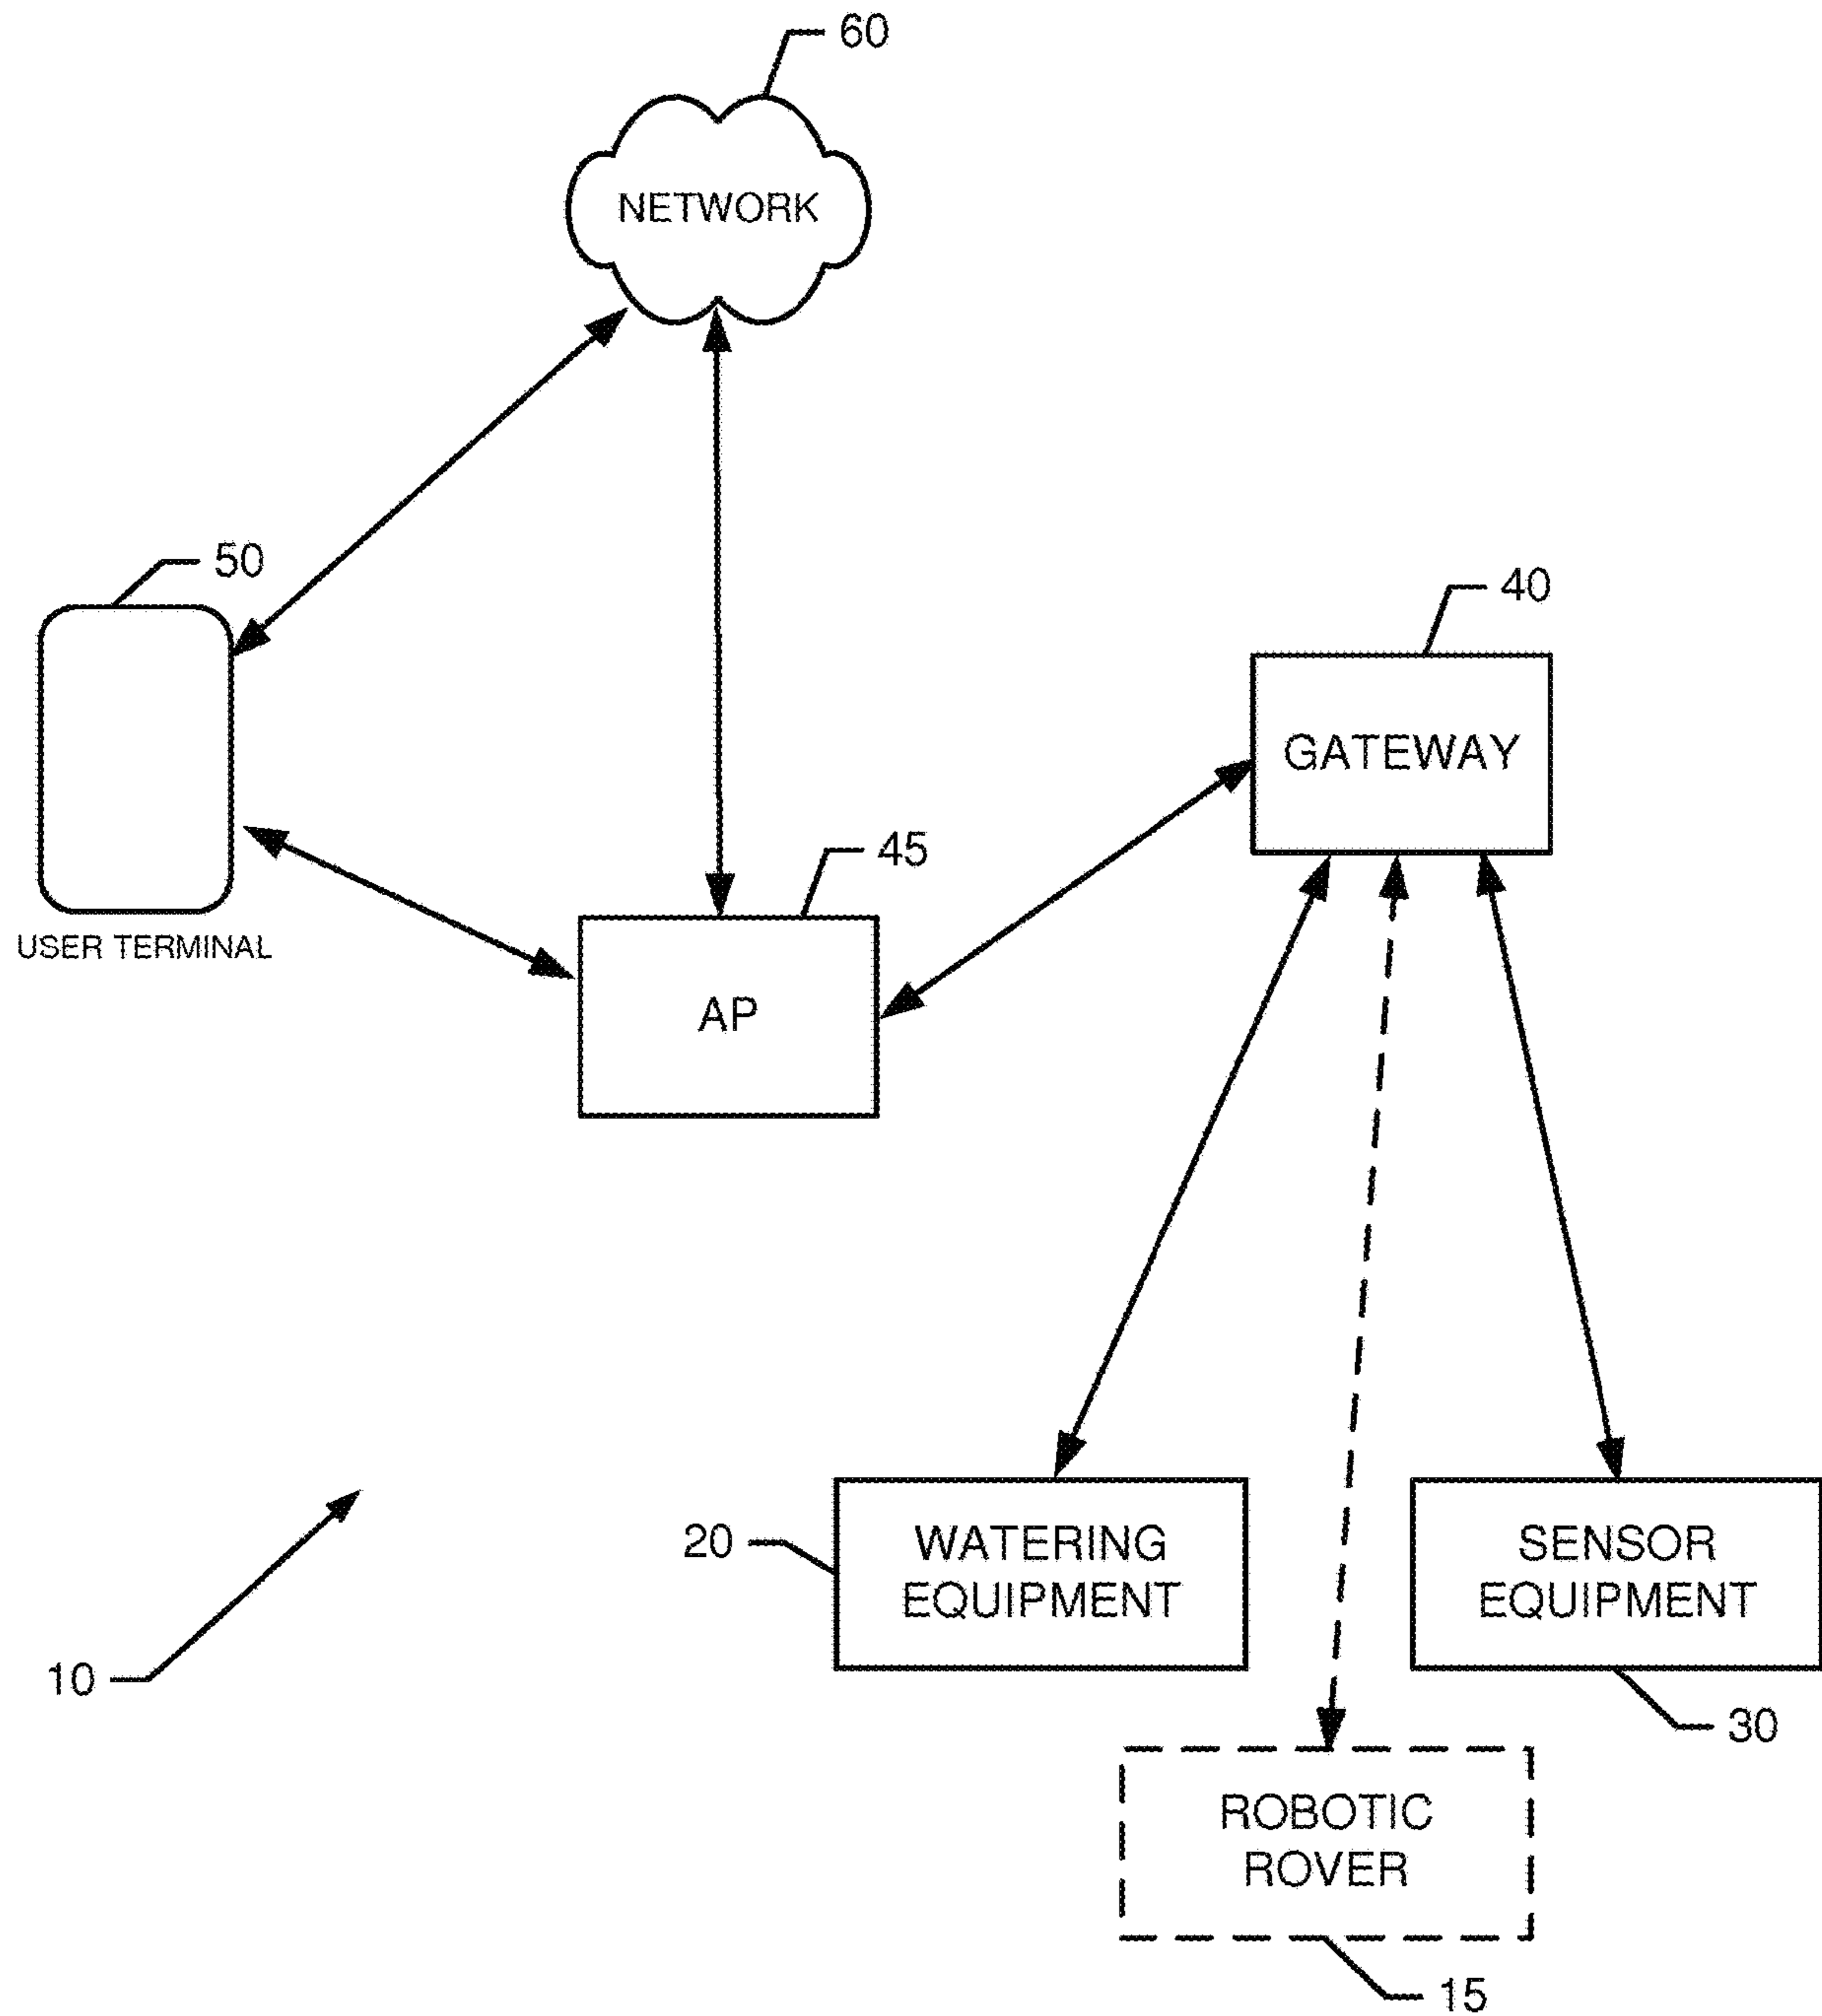 60
NETWORK
50
40
GATEWAY
45
USER TERMINAL
AP
20
WATERING
EQUIPMENT
SENSOR
EQUIPMENT
10
30
ROBOTIC
ROVER
15